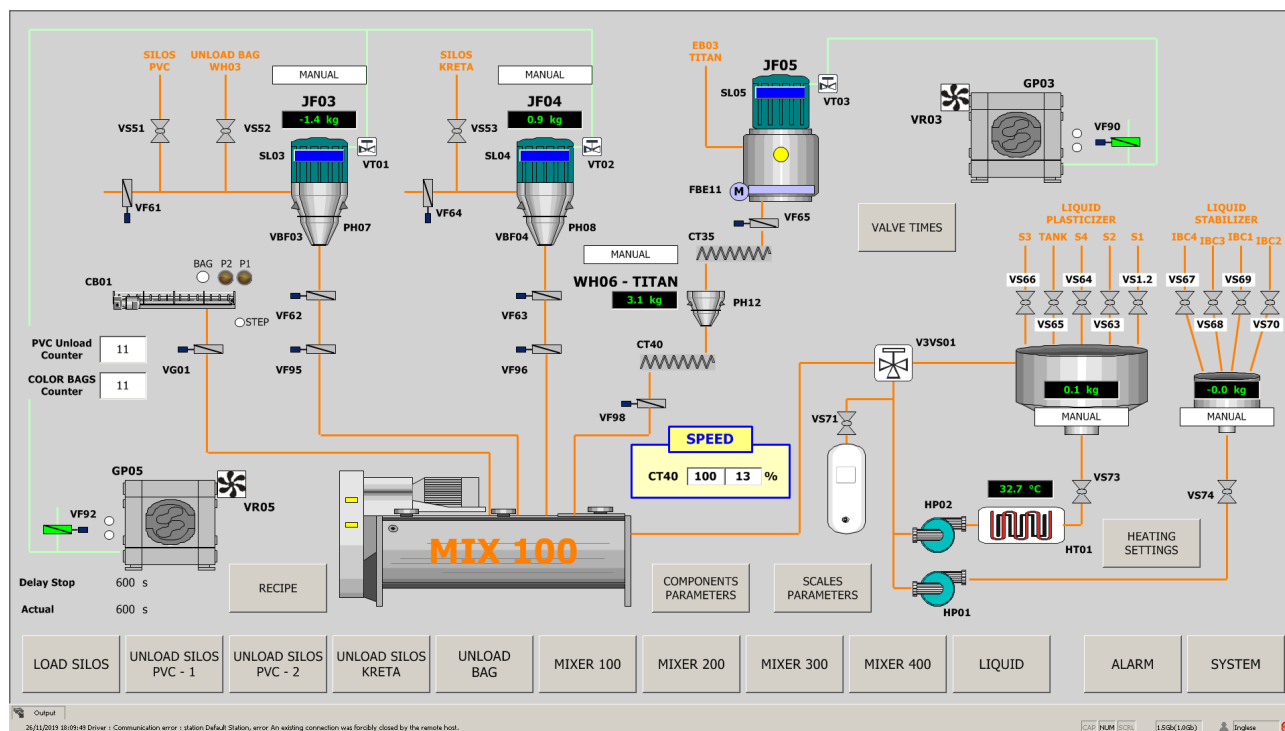 SILOS
PVC
UNLOAD BAG
WH03
MANUAL
JF03
-1.4 kg
VS51
VS52
SL03
VT01
VF61
VBF03
PH07
SILOS
KRETA
MANUAL
JF04
0.9 kg
VS53
SL04
VT02
VF64
VBF04
PH08
EB03
TITAN
JF05
SL05
VT03
FBE11
M
VF65
CT35
MANUAL
WH06 - TITAN
3.1 kg
PH12
CT40
VF98
GP03
VR03
VF90
VALVE TIMES
LIQUID
PLASTICIZER
S3 TANK S4 S2 S1
VS66 VS64 VS1.2
VS65 VS63
0.1 kg
MANUAL
LIQUID
STABILIZER
IBC4 IBC3 IBC1 IBC2
VS67 VS69
VS68 VS70
-0.0 kg
MANUAL
BAG P2 P1
CB01
STEP
PVC Unload
Counter
11
COLOR BAGS
Counter
11
VG01
VF62
VF95
VF63
VF96
V3VS01
VS71
SPEED
CT40 100 13 %
VS73
VS74
32.7 °C
HP02
HT01
HP01
HEATING
SETTINGS
GP05
VF92
VR05
MIX 100
Delay Stop 600 s
Actual 600 s
RECIPE
COMPONENTS
PARAMETERS
SCALES
PARAMETERS
LOAD SILOS
UNLOAD SILOS
PVC - 1
UNLOAD SILOS
PVC - 2
UNLOAD SILOS
KRETA
UNLOAD
BAG
MIXER 100
MIXER 200
MIXER 300
MIXER 400
LIQUID
ALARM
SYSTEM
Output
26/11/2019 18:09:49 Driver : Communication error : station Default Station, error An existing connection was forcibly closed by the remote host.
CAP NUM SCRL 1.5Gb(1.0Gb) Inglese